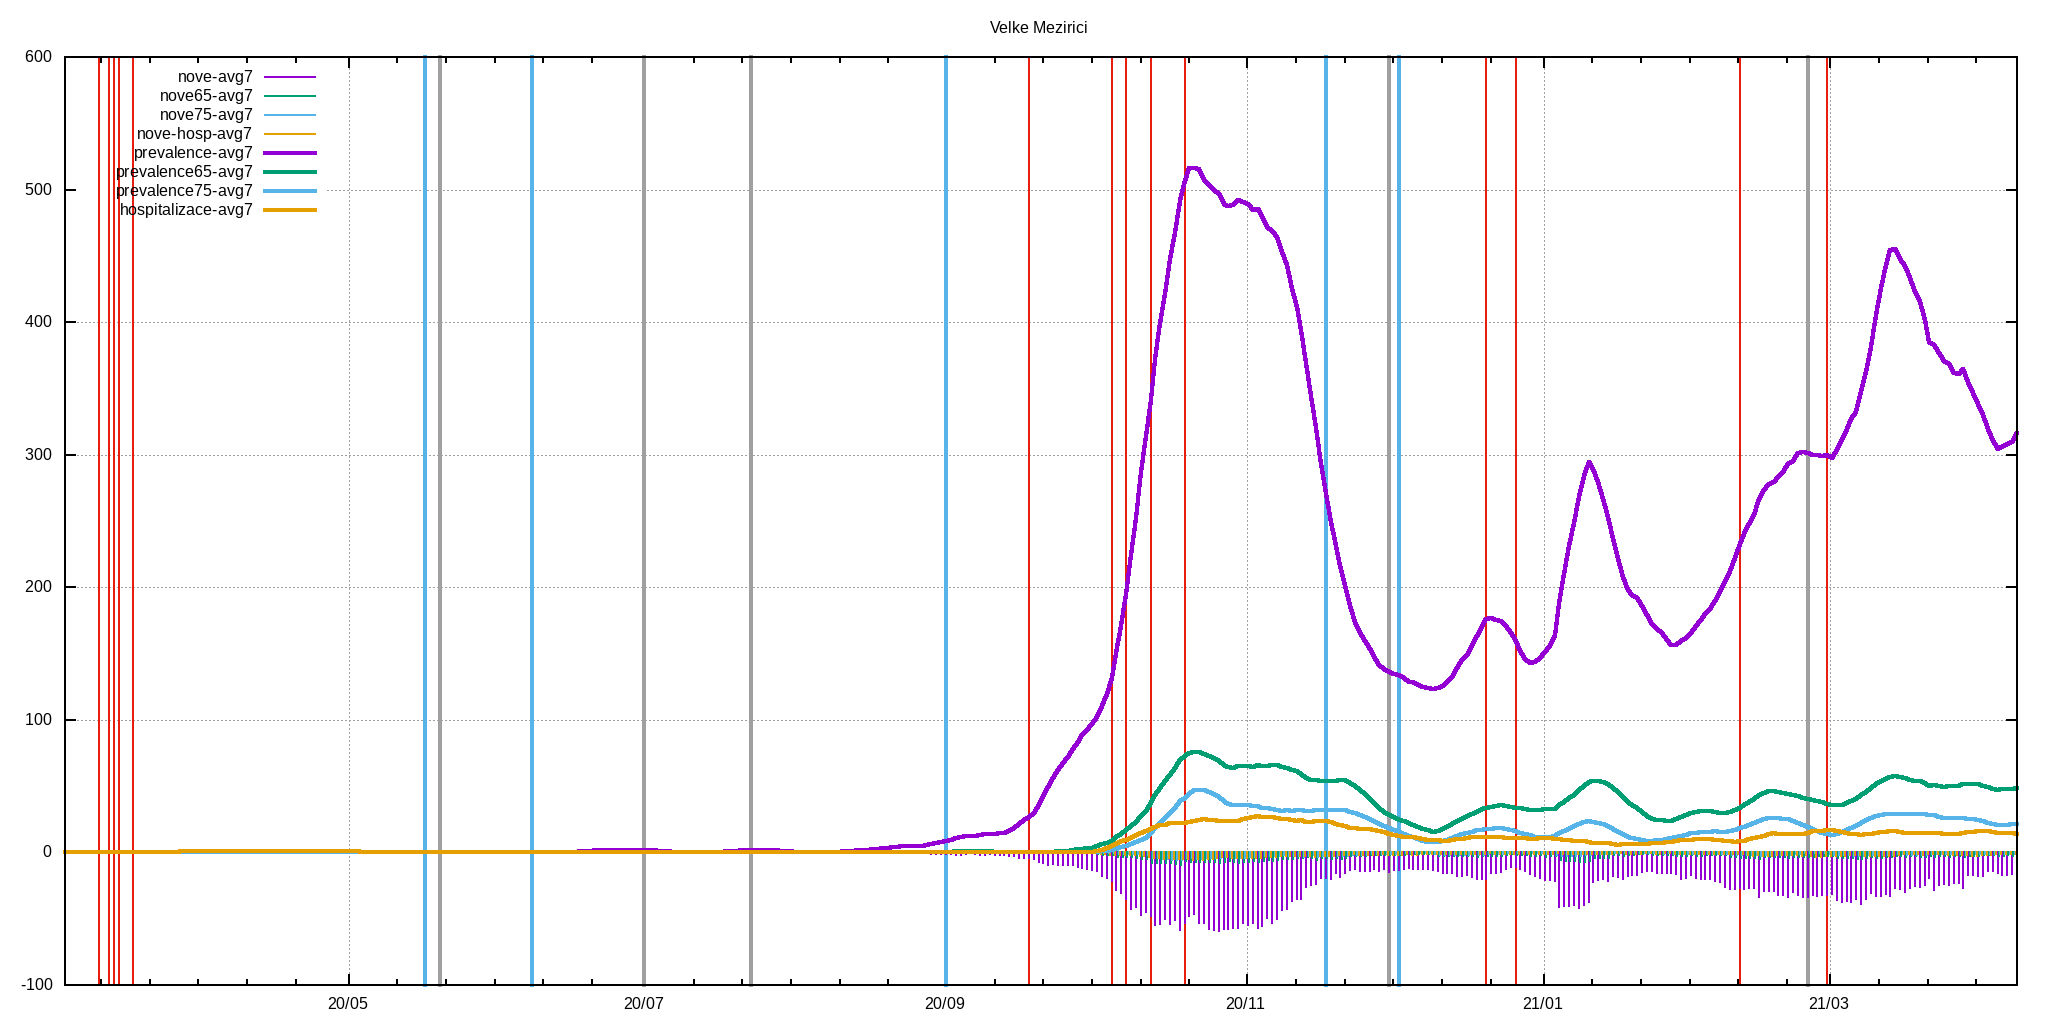 Velke Mezirici
600
500
400
300
200
100
0
-100
nove-avg7
nove65-avg7
nove75-avg7
nove-hosp-avg7
prevalence-avg7
prevalence65-avg7
prevalence75-avg7
hospitalizace-avg7
20/05
20/07
20/09
20/11
21/01
21/03